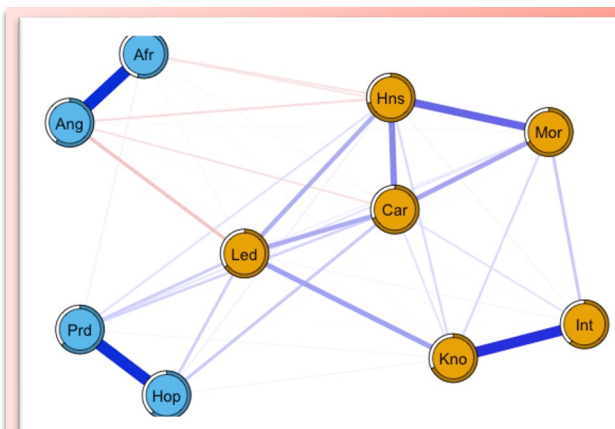 Afr
Hns
Ang
Mor
Car
Led
Prd
Int
Kno
Hop